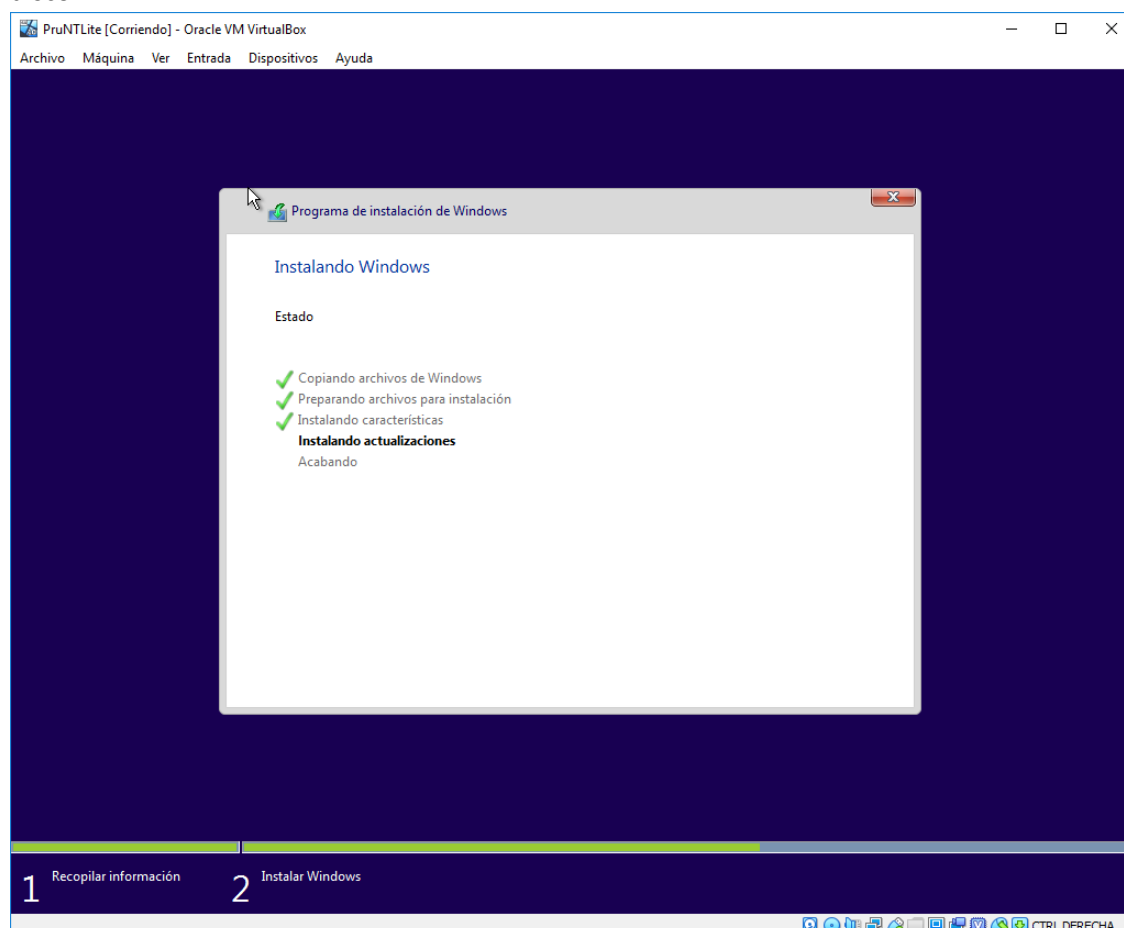 PruNTLite [Corriendo] - Oracle VM VirtualBox
Archivo Máquina Ver Entrada Dispositivos Ayuda
Programa de instalación de Windows
Instalando Windows
Estado
Copiando archivos de Windows
Preparando archivos para instalación
Instalando características
Instalando actualizaciones
Acabando
1 Recopilar información 2 Instalar Windows
CTRL DERECHA